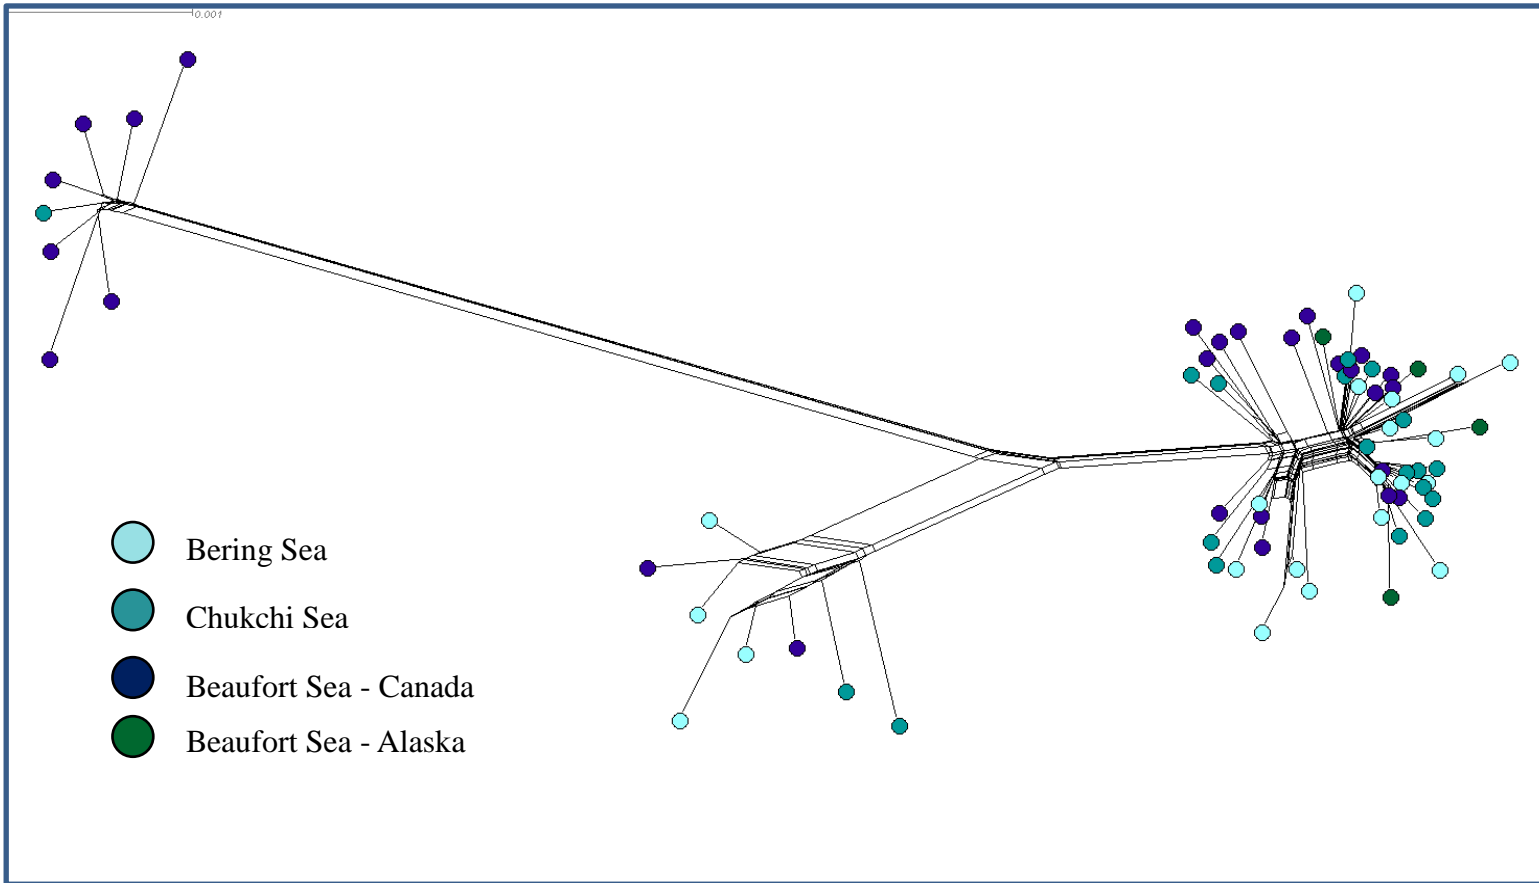 0.001
Bering Sea
Chukchi Sea
Beaufort Sea - Canada
Beaufort Sea - Alaska